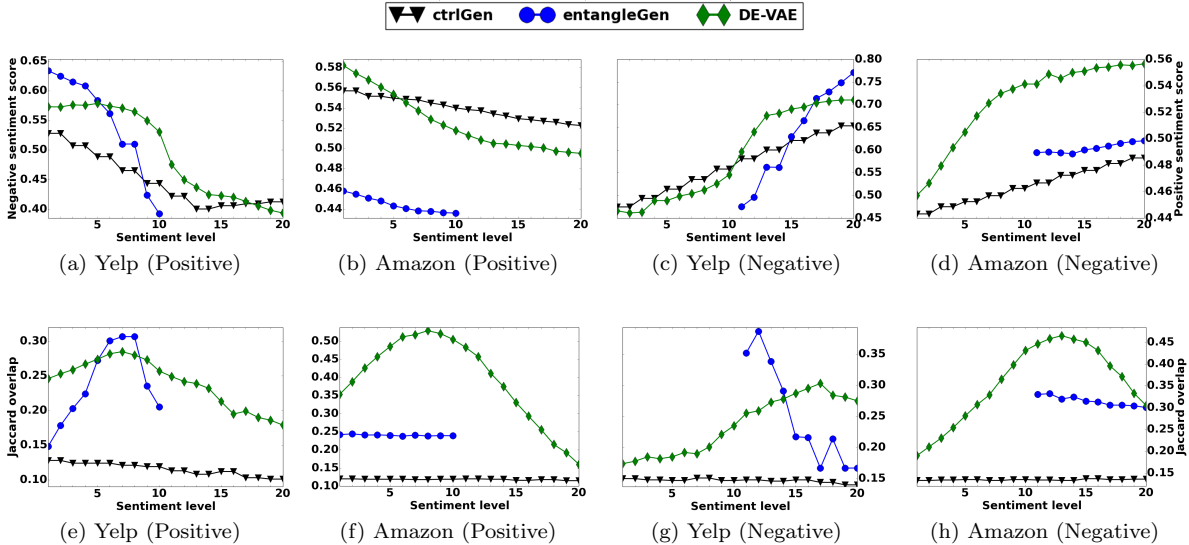 ctrlGen entangleGen DE-VAE
Negative sentiment score
0.65
0.60
0.55
0.50
0.45
0.40
5 10 15 20
Sentiment level
(a) Yelp (Positive)
0.58
0.56
0.54
0.52
0.50
0.48
0.46
0.44
5 10 15 20
Sentiment level
(b) Amazon (Positive)
0.80
0.75
0.70
0.65
0.60
0.55
0.50
0.45
5 10 15 20
Sentiment level
(c) Yelp (Negative)
0.56
0.54
0.52
0.50
0.48
0.46
0.44
Positive sentiment score
5 10 15 20
Sentiment level
(d) Amazon (Negative)
Jaccard overlap
0.30
0.25
0.20
0.15
0.10
5 10 15 20
Sentiment level
(e) Yelp (Positive)
0.50
0.45
0.40
0.35
0.30
0.25
0.20
0.15
0.10
5 10 15 20
Sentiment level
(f) Amazon (Positive)
0.35
0.30
0.25
0.20
0.15
5 10 15 20
Sentiment level
(g) Yelp (Negative)
0.45
0.40
0.35
0.30
0.25
0.20
0.15
Jaccard overlap
5 10 15 20
Sentiment level
(h) Amazon (Negative)